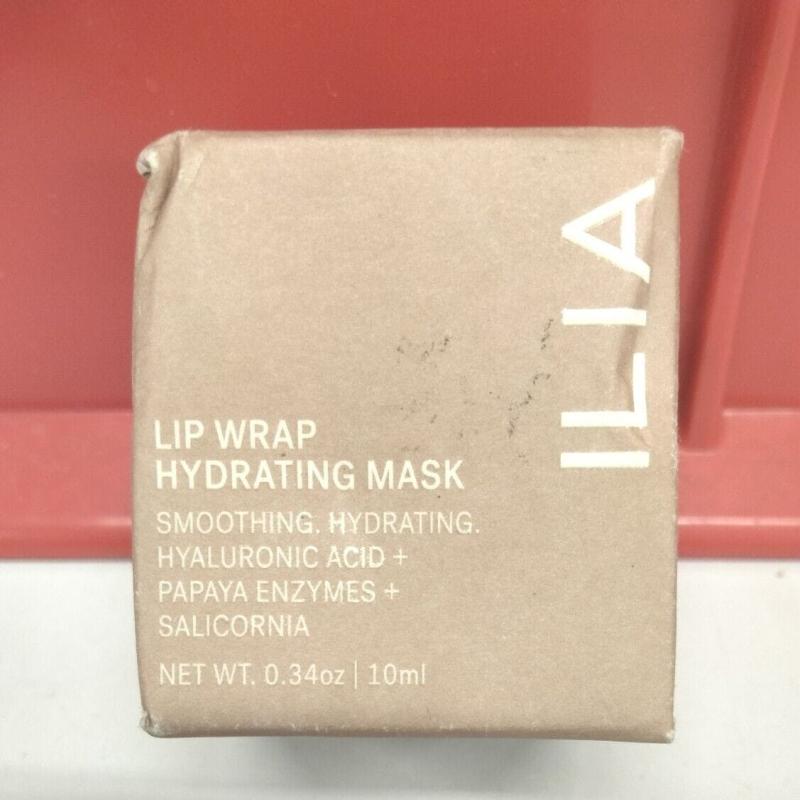 ILIA
LIP WRAP
HYDRATING MASK
SMOOTHING. HYDRATING.
HYALURONIC ACID +
PAPAYA ENZYMES +
SALICORNIA
NET WT. 0.34oz | 10ml